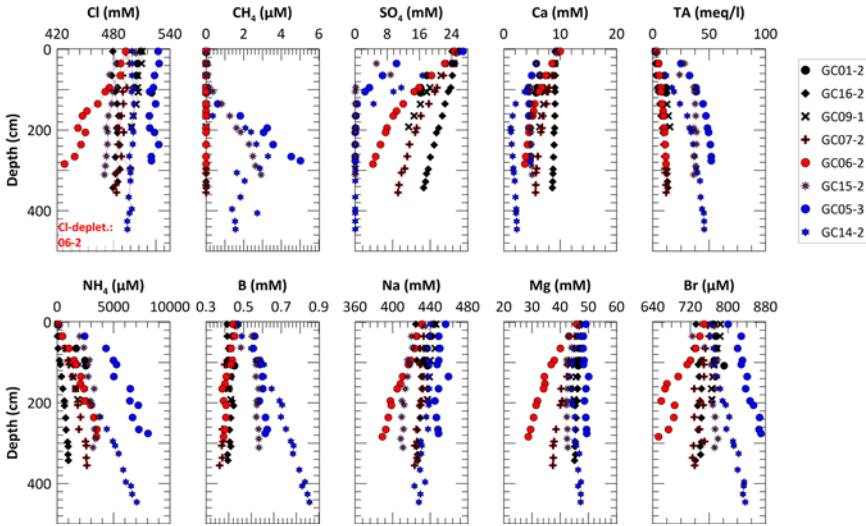 Cl (mM) CH₄ (µM) SO₄ (mM) Ca (mM) TA (meq/l)
420 480 540 0 2 4 6 0 8 16 24 0 10 20 0 50 100
0
200
400
Depth (cm)
Cl-deplet.:
06-2
GC01-2
GC16-2
GC09-1
GC07-2
GC06-2
GC15-2
GC05-3
GC14-2
NH₄ (µM) B (mM) Na (mM) Mg (mM) Br (µM)
0 5000 10000 0.3 0.5 0.7 0.9 360 400 440 480 20 40 60 640 720 800 880
0
200
400
Depth (cm)